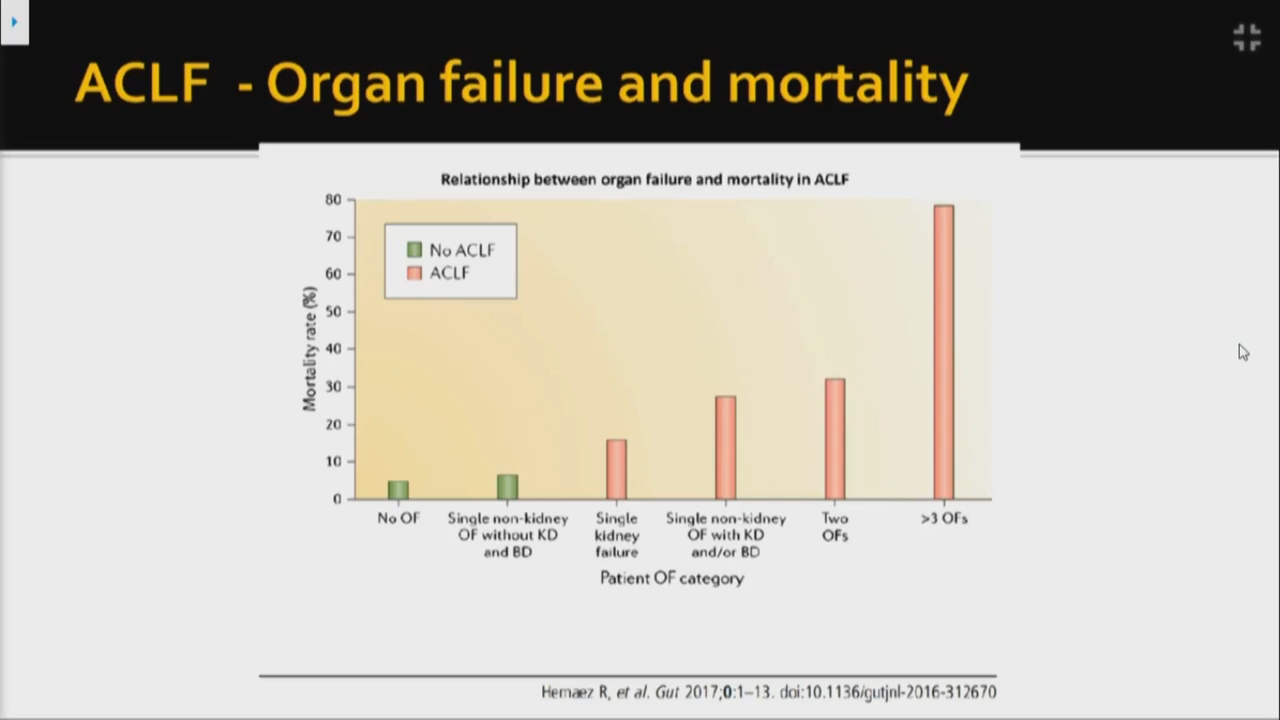 ACLF - Organ failure and mortality
Relationship between organ failure and mortality in ACLF
80
70
60
50
40
30
20
10
0
Mortality rate (%)
No ACLF
ACLF
No OF
Single non-kidney
OF without KD
and BD
Single
kidney
failure
Single non-kidney
OF with KD
and/or BD
Two
OFs
>3 OFs
Patient OF category
Hernaez R, et al. Gut 2017;0:1–13. doi:10.1136/gutjnl-2016-312670